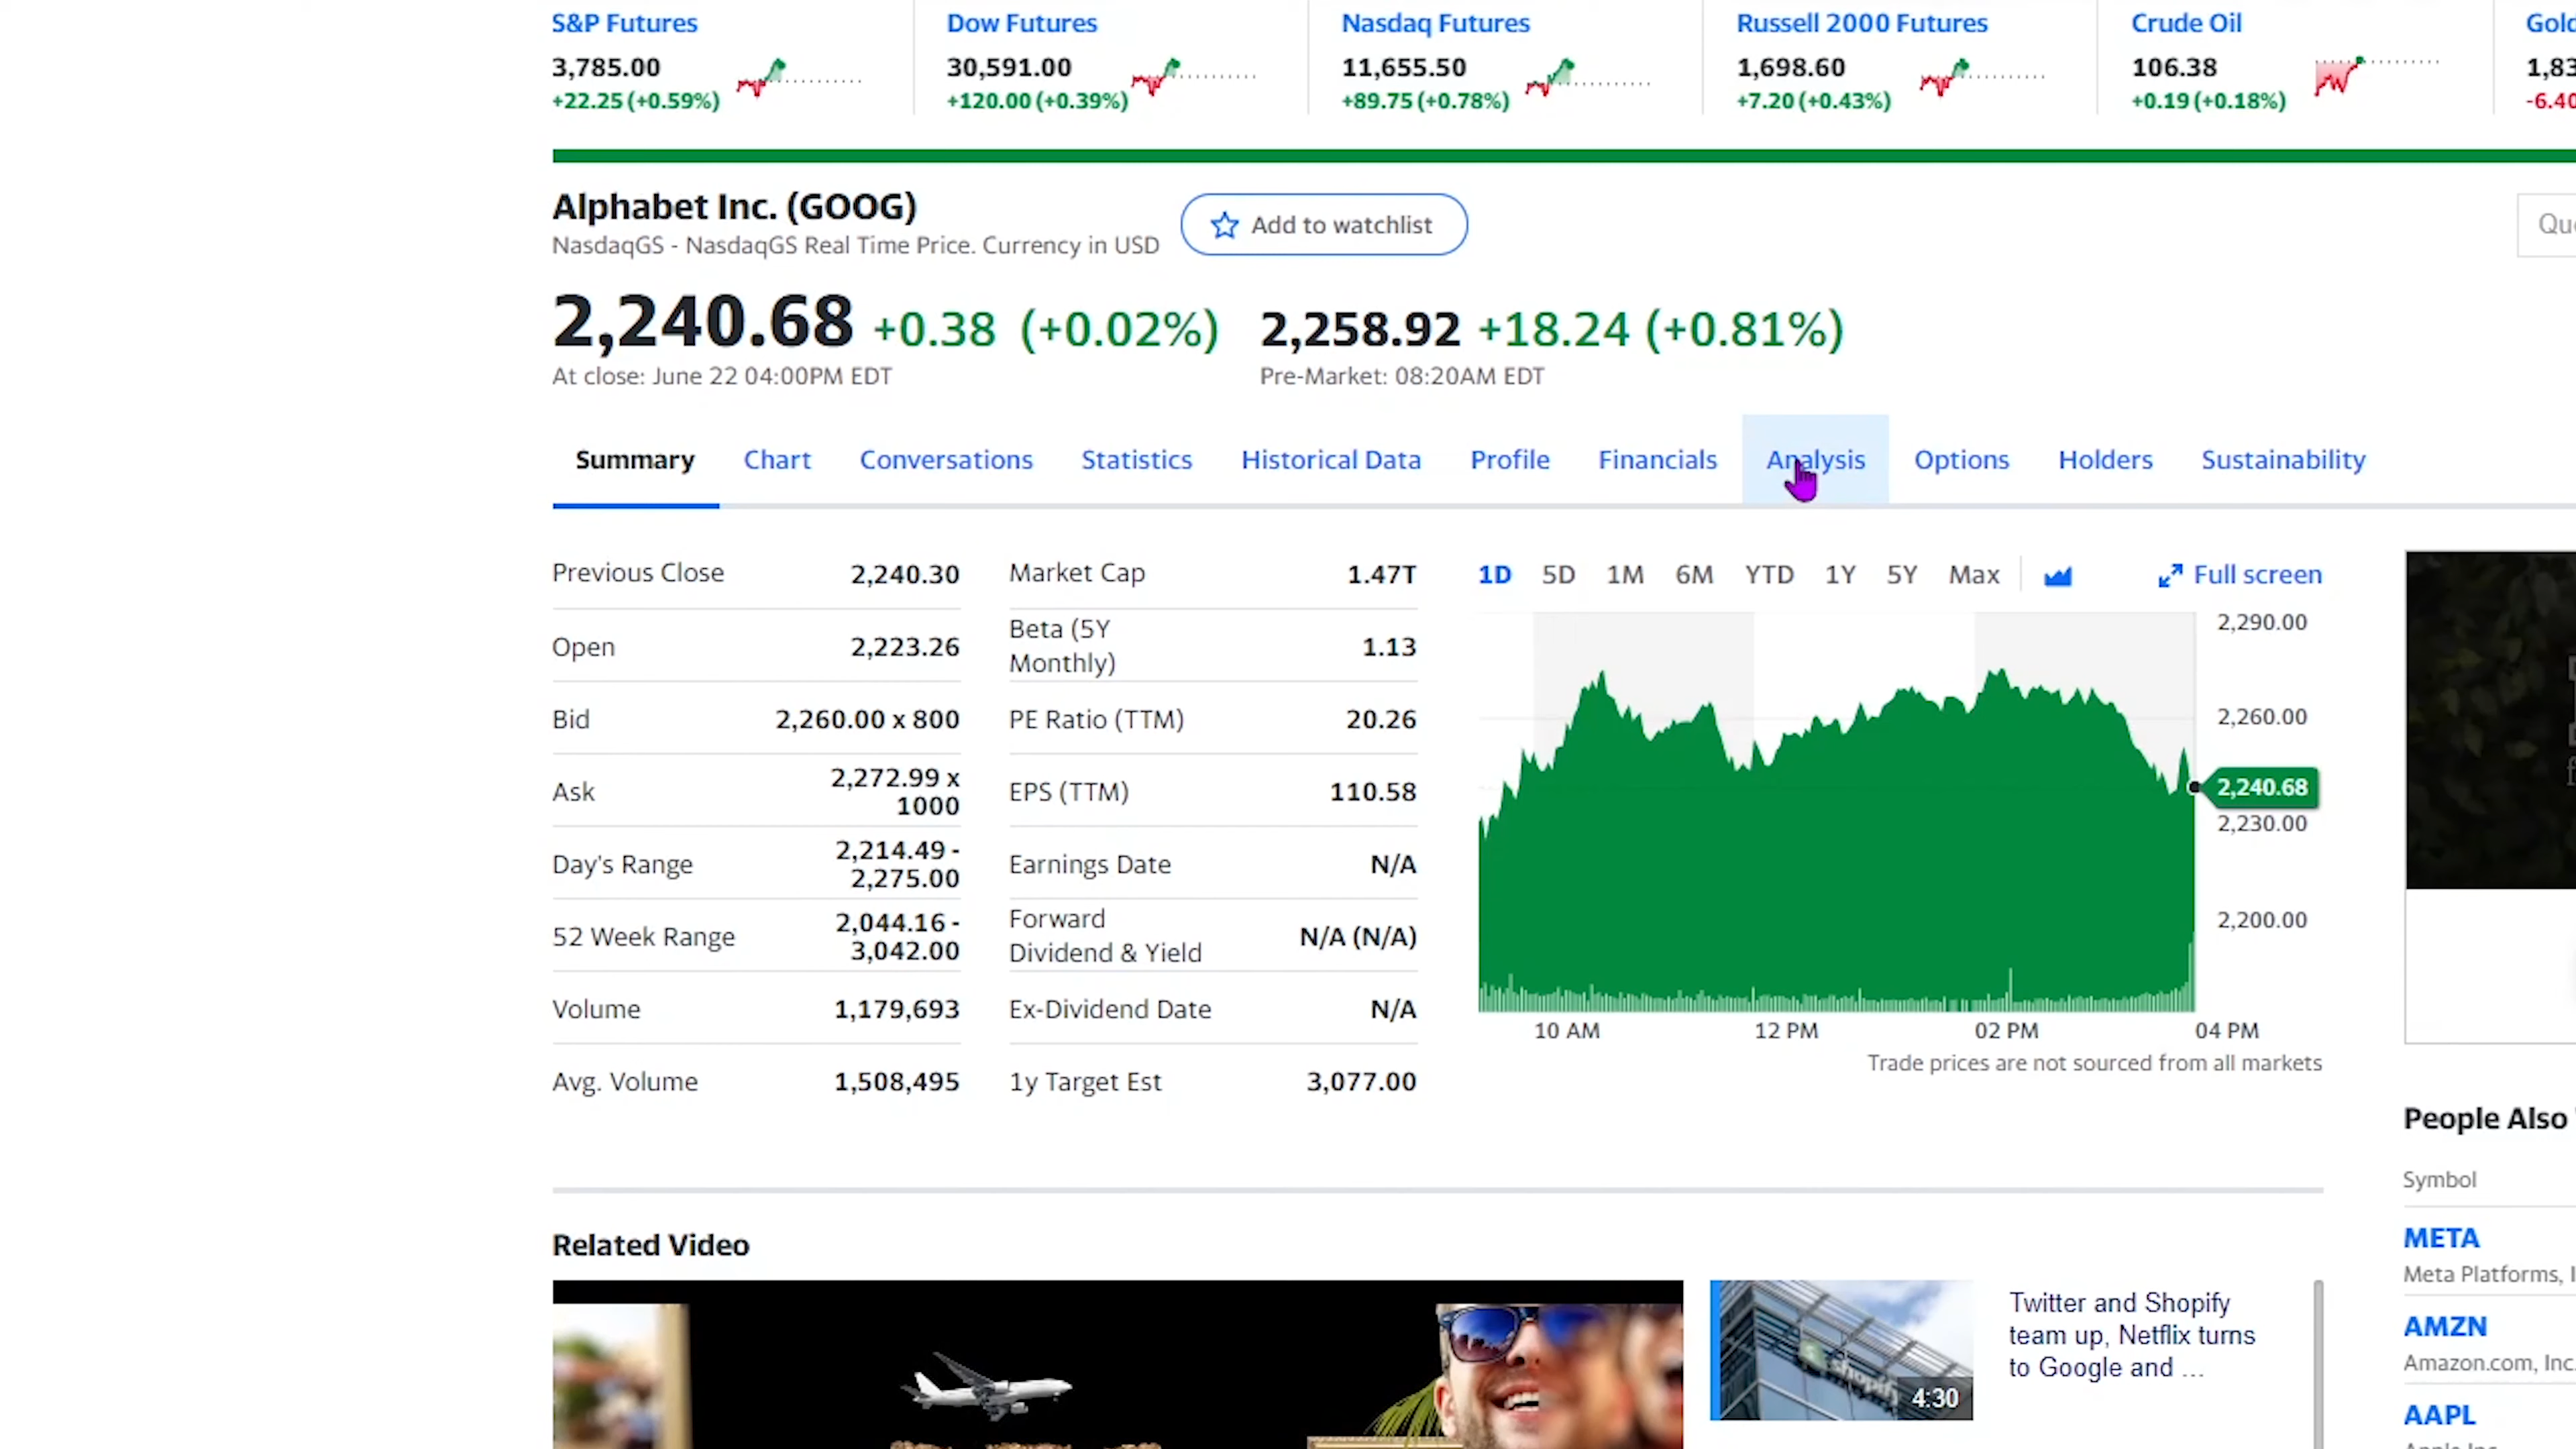 S&P Futures
3,785.00
+22.25 (+0.59%)
Dow Futures
30,591.00
+120.00 (+0.39%)
Nasdaq Futures
11,655.50
+89.75 (+0.78%)
Russell 2000 Futures
1,698.60
+7.20 (+0.43%)
Crude Oil
106.38
+0.19 (+0.18%)
Alphabet Inc. (GOOG)
NasdaqGS - NasdaqGS Real Time Price. Currency in USD
Add to watchlist
2,240.68 +0.38 (+0.02%)
At close: June 22 04:00PM EDT
2,258.92 +18.24 (+0.81%)
Pre-Market: 08:20AM EDT
Summary Chart Conversations Statistics Historical Data Profile Financials Analysis Options Holders Sustainability
Previous Close 2,240.30
Open 2,223.26
Bid 2,260.00 x 800
Ask 2,272.99 x
1000
Day's Range 2,214.49 -
2,275.00
52 Week Range 2,044.16 -
3,042.00
Volume 1,179,693
Avg. Volume 1,508,495
Market Cap 1.47T
Beta (5Y
Monthly) 1.13
PE Ratio (TTM) 20.26
EPS (TTM) 110.58
Earnings Date N/A
Forward
Dividend & Yield N/A (N/A)
Ex-Dividend Date N/A
1y Target Est 3,077.00
1D 5D 1M 6M YTD 1Y 5Y Max Full screen
2,290.00
2,260.00
2,240.68
2,230.00
2,200.00
10 AM 12 PM 02 PM 04 PM
Trade prices are not sourced from all markets
People Also
Symbol
META
Meta Platforms,
AMZN
Amazon.com, Inc.
AAPL
Related Video
Twitter and Shopify
team up, Netflix turns
to Google and ...
4:30